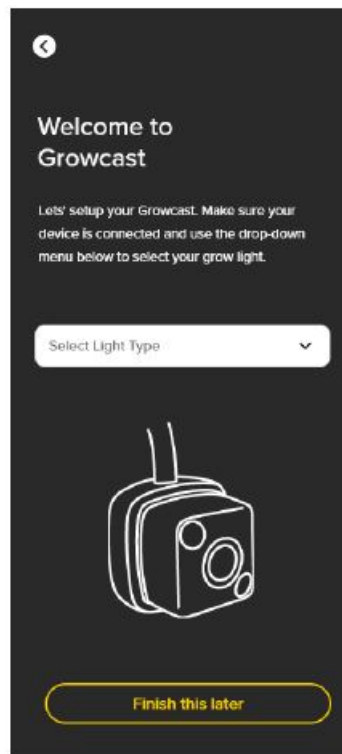 Welcome to
Growcast
Lets' setup your Growcast. Make sure your
device is connected and use the drop-down
menu below to select your grow light.
Select Light Type
Finish this later